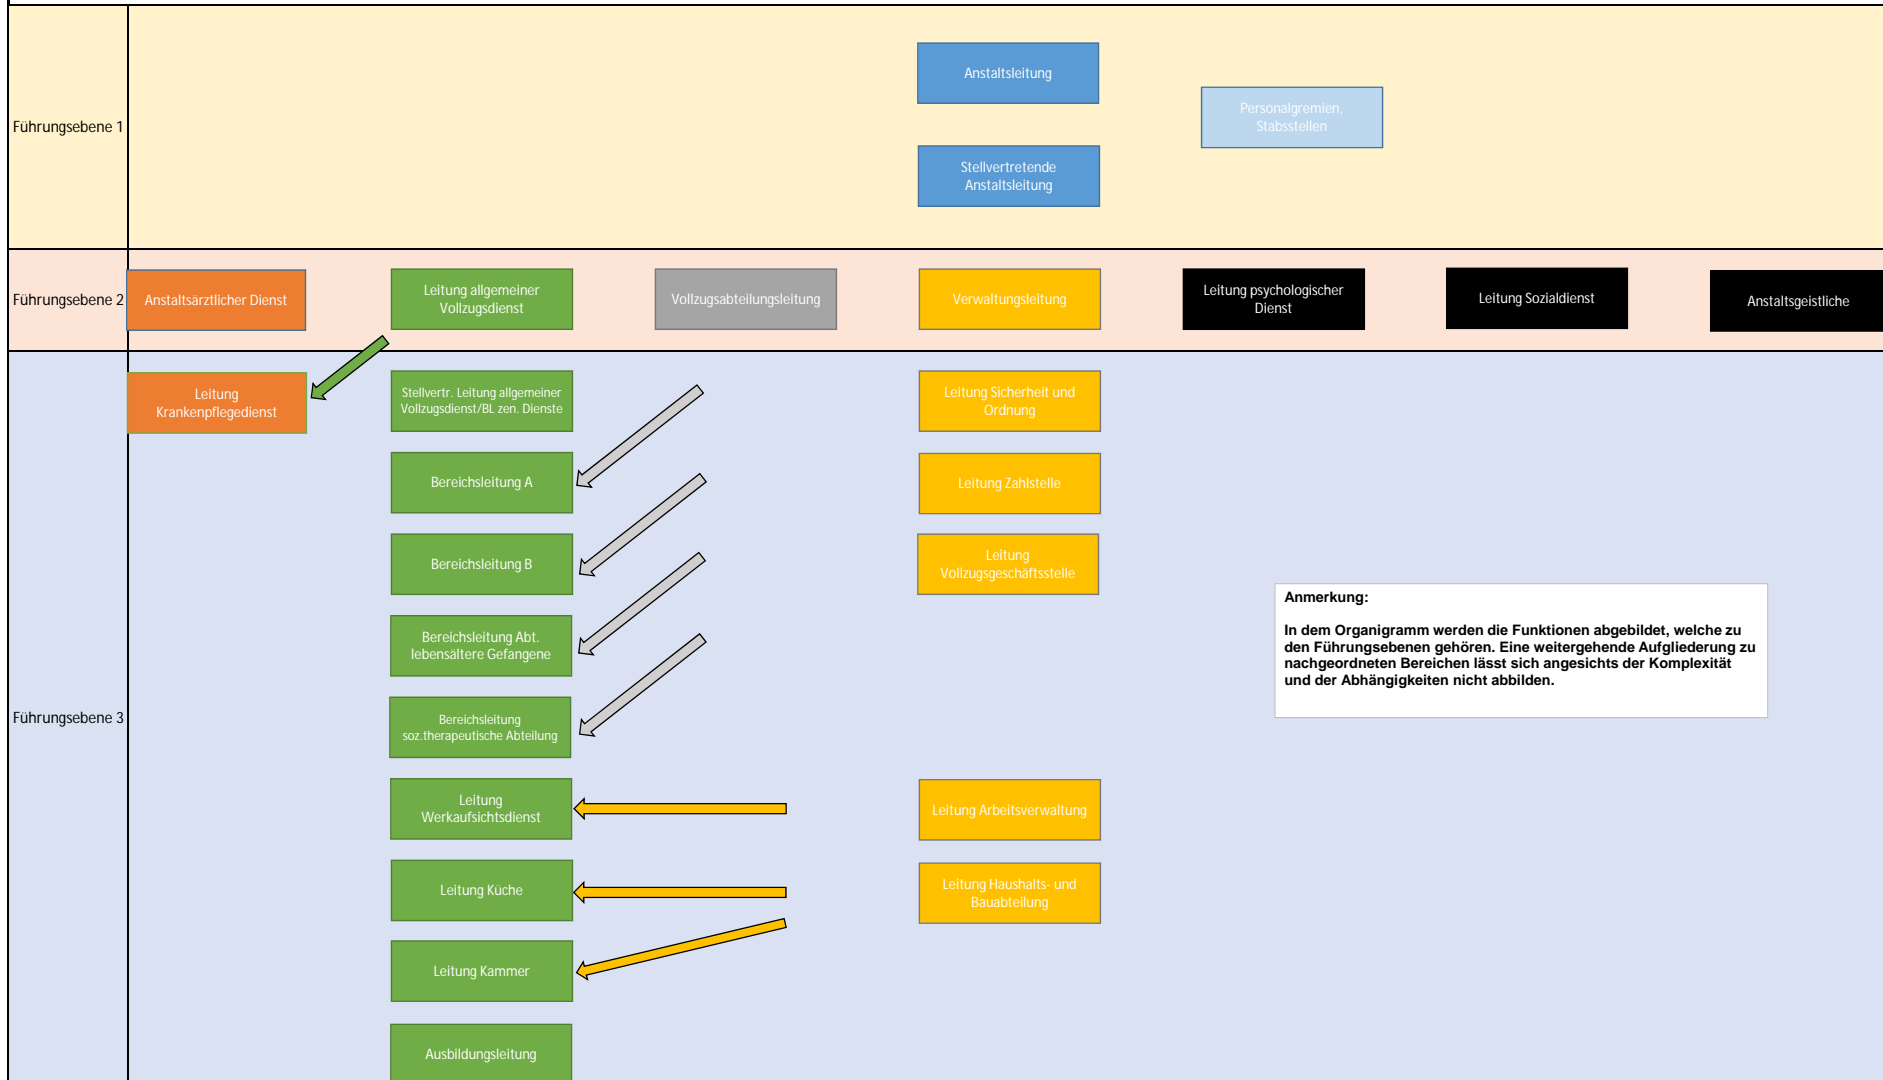 Führungsebene 1
Anstaltsleitung
Personalgremien,
Stabsstellen
Stellvertretende
Anstaltsleitung
Führungsebene 2
Anstaltsärztlicher Dienst
Leitung allgemeiner
Vollzugsdienst
Vollzugsabteilungsleitung
Verwaltungsleitung
Leitung psychologischer
Dienst
Leitung Sozialdienst
Anstaltsgeistliche
Führungsebene 3
Leitung
Krankenpflegedienst
Stellvertr. Leitung allgemeiner
Vollzugsdienst/BL zen. Dienste
Leitung Sicherheit und
Ordnung
Bereichsleitung A
Leitung Zahlstelle
Bereichsleitung B
Leitung
Vollzugsgeschäftsstelle
Bereichsleitung Abt.
lebensältere Gefangene
Bereichsleitung
soz.therapeutische Abteilung
Anmerkung:
In dem Organigramm werden die Funktionen abgebildet, welche zu
den Führungsebenen gehören. Eine weitergehende Aufgliederung zu
nachgeordneten Bereichen lässt sich angesichts der Komplexität
und der Abhängigkeiten nicht abbilden.
Leitung
Werkaufsichtsdienst
Leitung Arbeitsverwaltung
Leitung Küche
Leitung Haushalts- und
Bauabteilung
Leitung Kammer
Ausbildungsleitung